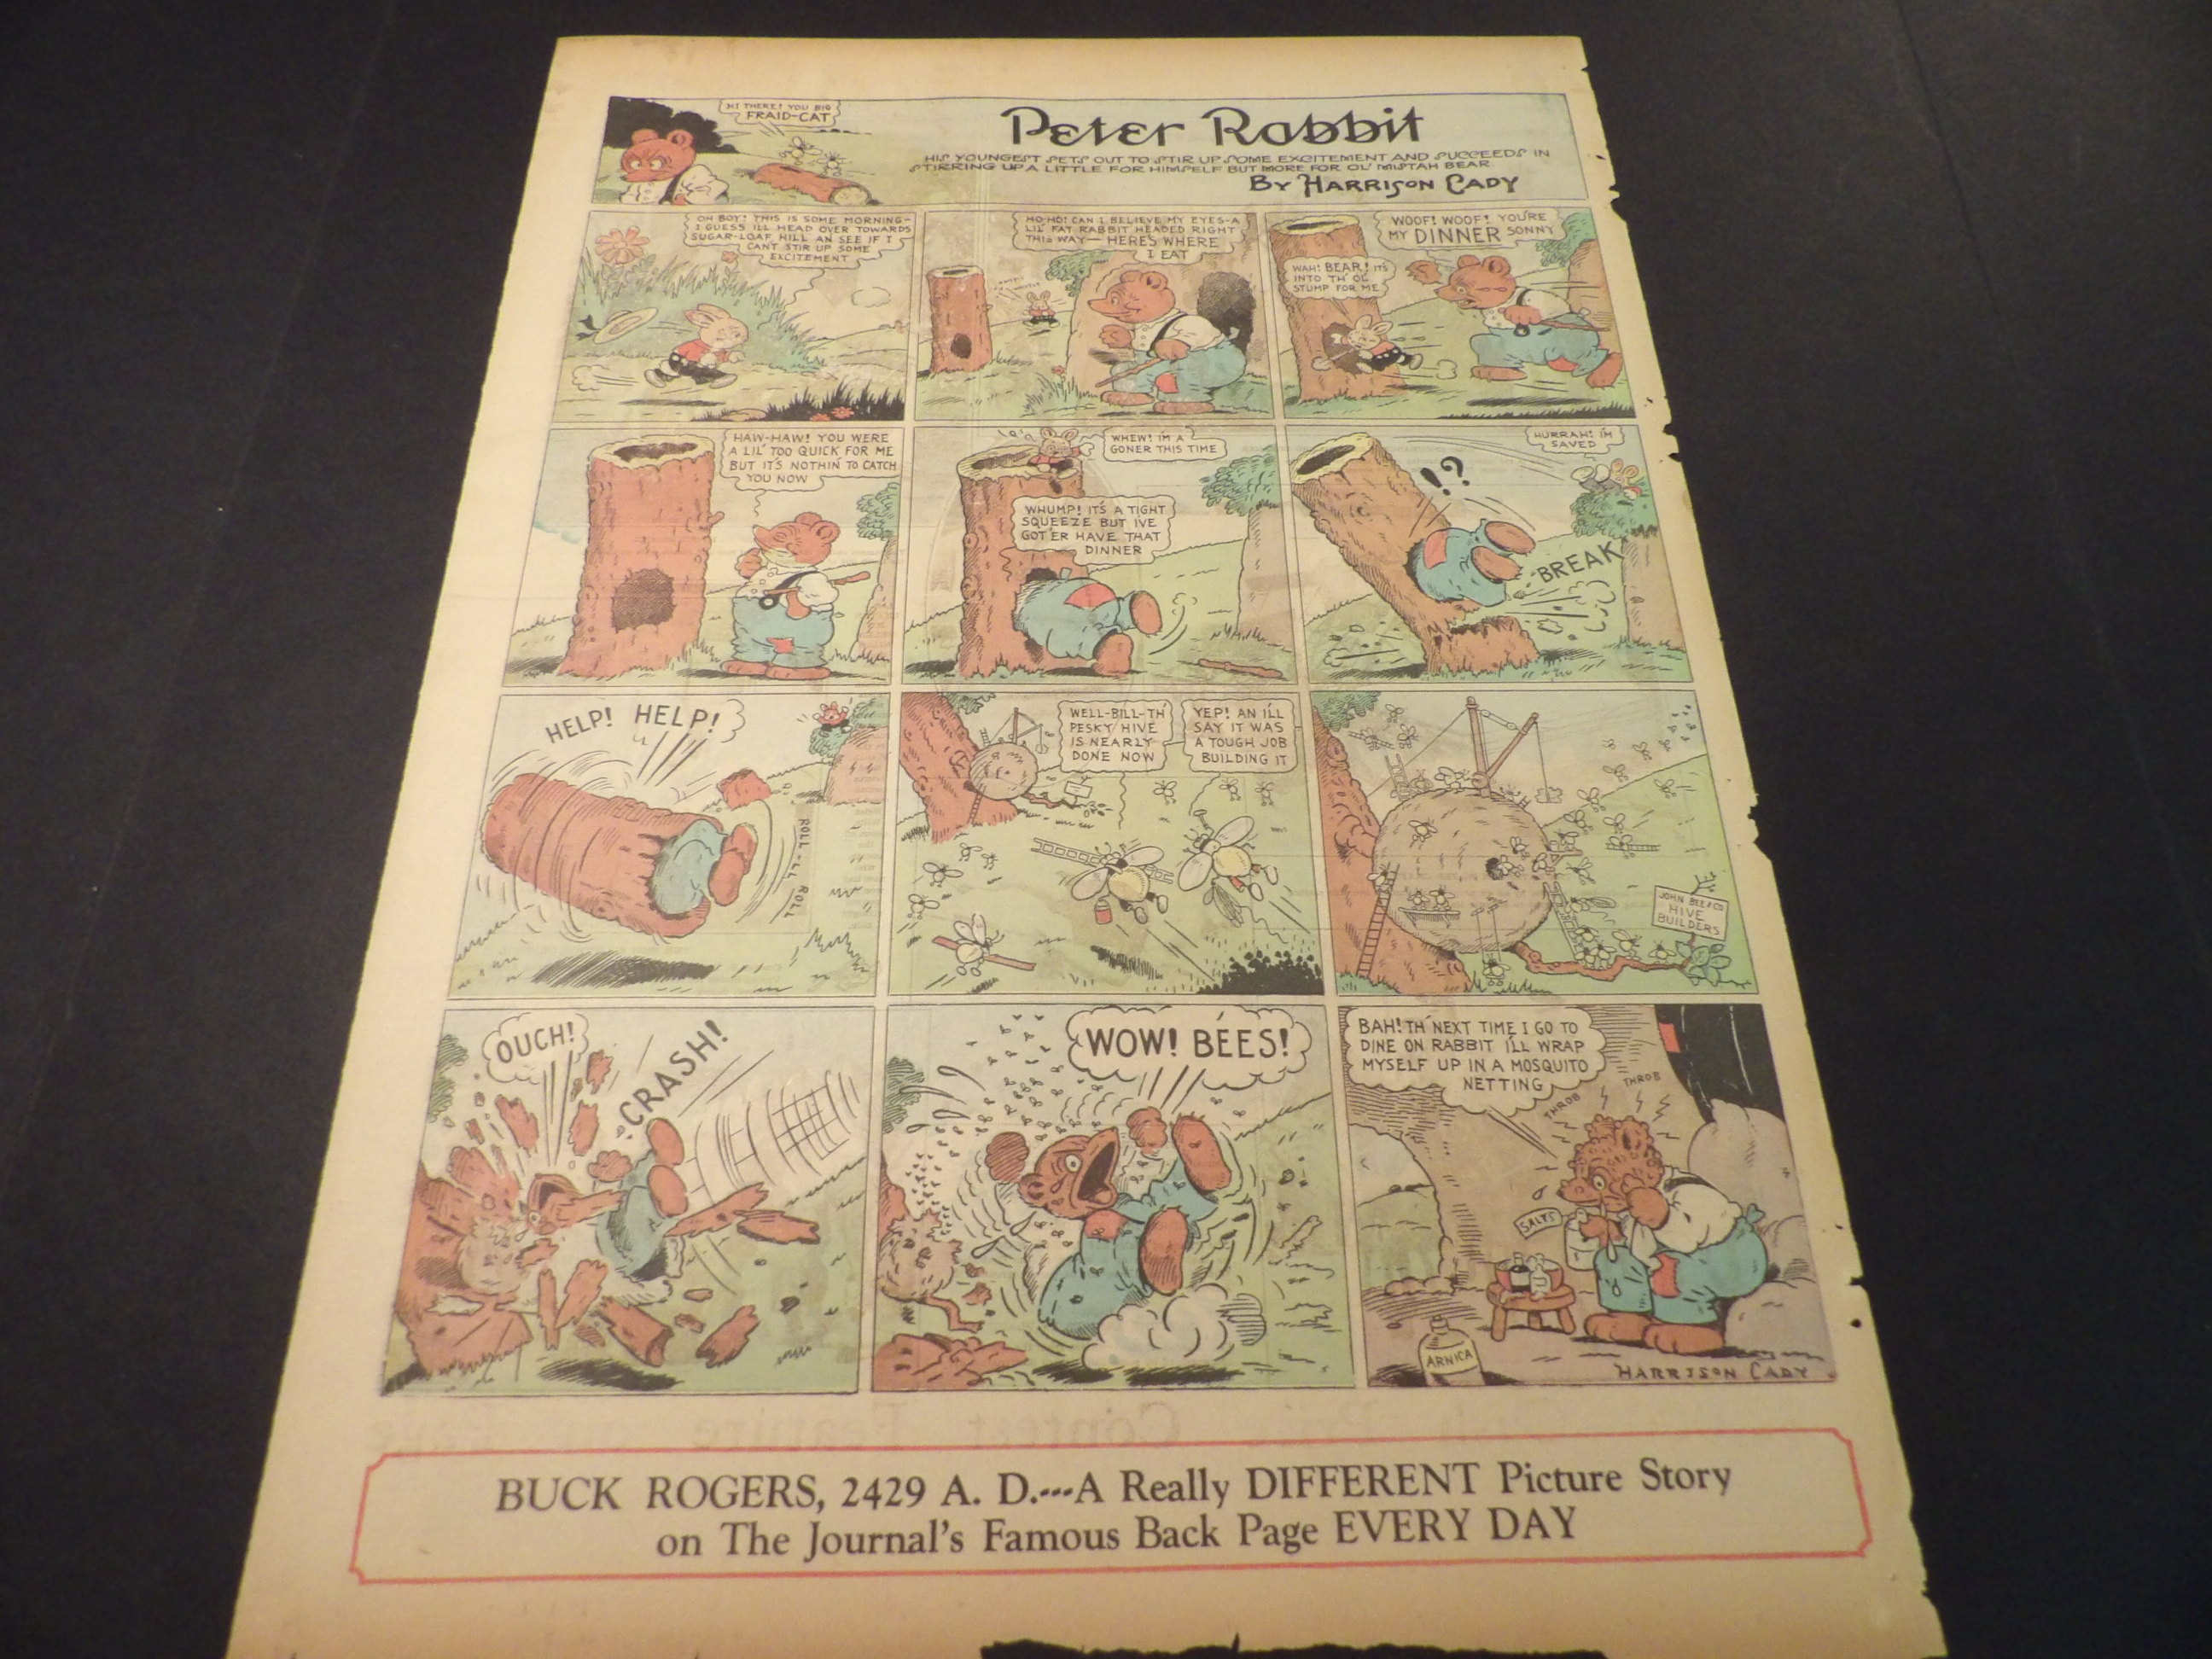 HI THERE! YOU BIG
FRAID-CAT
Peter Rabbit
HIS YOUNGEST SETS OUT TO STIR UP SOME EXCITEMENT AND SUCCEEDS IN
STIRRING UP A LITTLE FOR HIMSELF BUT MORE FOR OL' MISTAH BEAR.
BY HARRISON CADY
OH BOY! THIS IS SOME MORNING-
I GUESS ILL HEAD OVER TOWARDS
SUGAR-LOAF HILL AN SEE IF I
CAN'T STIR UP SOME
EXCITEMENT
HO-HO! CAN I BELIEVE MY EYES-A
LIL' FAT RABBIT HEADED RIGHT
THIS WAY— HERE'S WHERE
I EAT
WOOF! WOOF! YOU'RE
MY DINNER SONNY
WAH! BEAR! ITS
INTO TH' OL'
STUMP FOR ME
HAW-HAW! YOU WERE
A LIL' TOO QUICK FOR ME
BUT IT'S NOTHIN' TO CATCH
YOU NOW
WHEW! I'M A
GONER THIS TIME
WHUMP! IT'S A TIGHT
SQUEEZE BUT IVE
GOT'ER HAVE THAT
DINNER
HURRAH! I'M
SAVED
!?
BREAK
HELP! HELP!
ROLL-LL ROLL
WELL-BILL-TH'
PESKY HIVE
IS NEARLY
DONE NOW
YEP! AN I'LL
SAY IT WAS
A TOUGH JOB
BUILDING IT
JOHN BEE & CO
HIVE
BUILDERS
OUCH!
CRASH!
WOW! BEES!
BAH! TH' NEXT TIME I GO TO
DINE ON RABBIT I'LL WRAP
MYSELF UP IN A MOSQUITO
NETTING
THROB
THROB
SALTS
ARNICA
HARRISON CADY
BUCK ROGERS, 2429 A. D.---A Really DIFFERENT Picture Story
on The Journal's Famous Back Page EVERY DAY